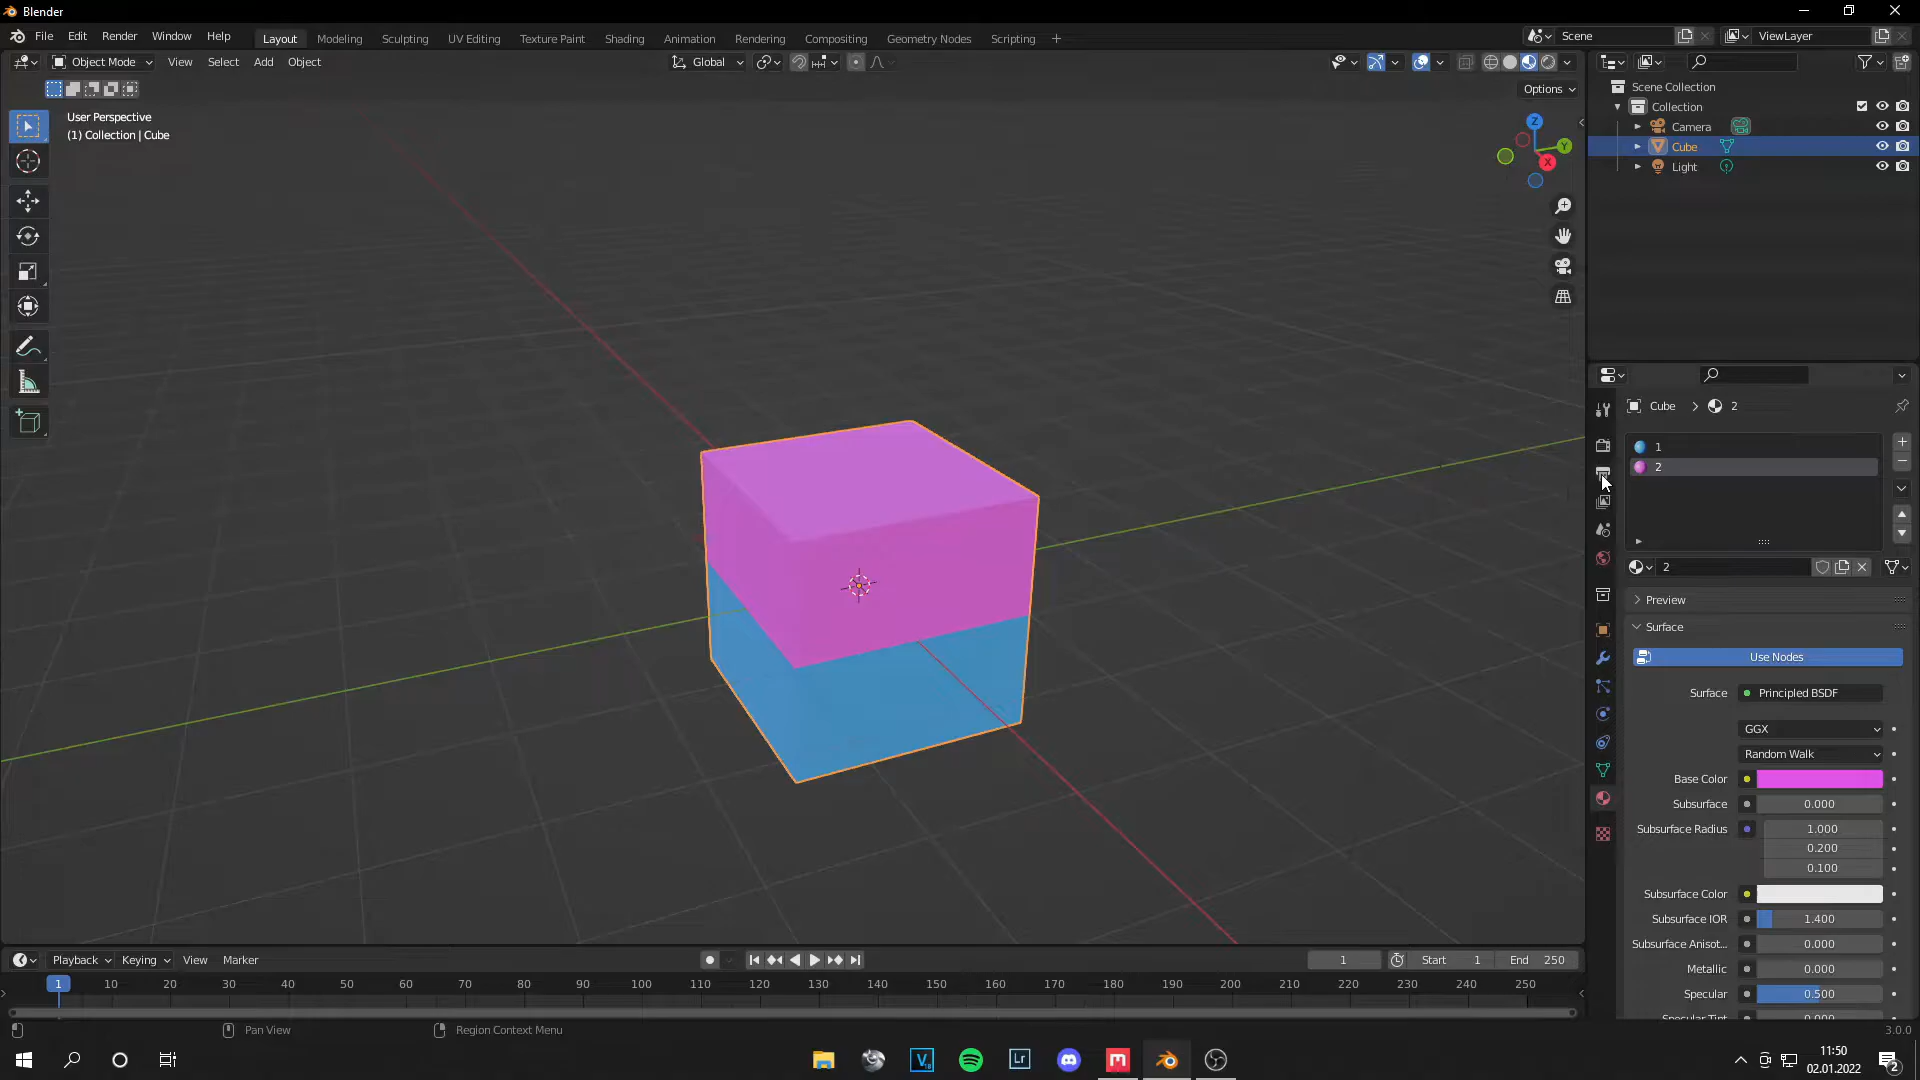 Blender
File Edit Render Window Help
Layout Modeling Sculpting UV Editing Texture Paint Shading Animation Rendering Compositing Geometry Nodes Scripting +
Scene
ViewLayer
Object Mode View Select Add Object
Global
Options
User Perspective
(1) Collection | Cube
Z
Y
X
Scene Collection
Collection
Camera
Cube
Light
Cube > 2
1
2
2
Preview
Surface
Use Nodes
Surface Principled BSDF
GGX
Random Walk
Base Color
Subsurface 0.000
Subsurface Radius 1.000
0.200
0.100
Subsurface Color
Subsurface IOR 1.400
Subsurface Anisot... 0.000
Metallic 0.000
Specular 0.500
Specular Tint 0.000
Playback Keying View Marker
1 Start 1 End 250
1 10 20 30 40 50 60 70 80 90 100 110 120 130 140 150 160 170 180 190 200 210 220 230 240 250
Pan View
Region Context Menu
3.0.0
V
18
Lr
11:50
02.01.2022
2